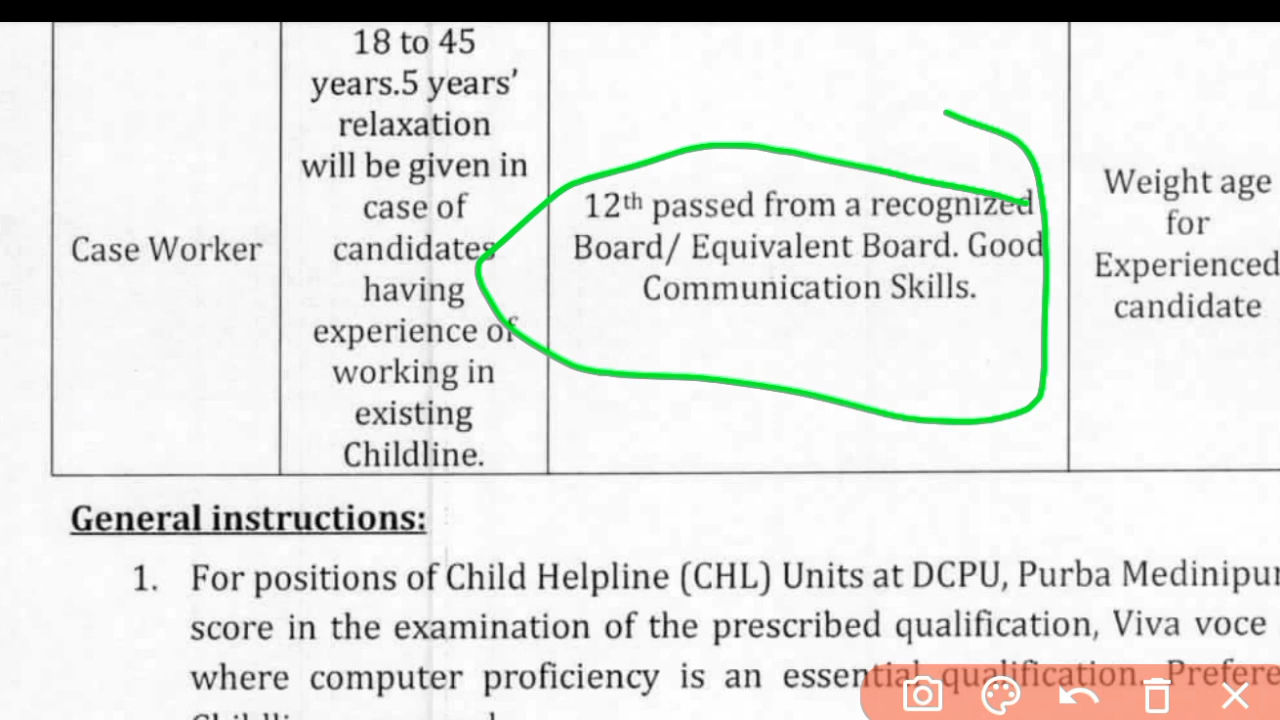 18 to 45
years.5 years’
relaxation
will be given in
case of
candidates
having
experience of
working in
existing
Childline.
Case Worker
12th passed from a recognized
Board/ Equivalent Board. Good
Communication Skills.
Weight age
for
Experienced
candidate
General instructions:
1. For positions of Child Helpline (CHL) Units at DCPU, Purba Medinipur
score in the examination of the prescribed qualification, Viva voce
where computer proficiency is an essential qualification. Prefere